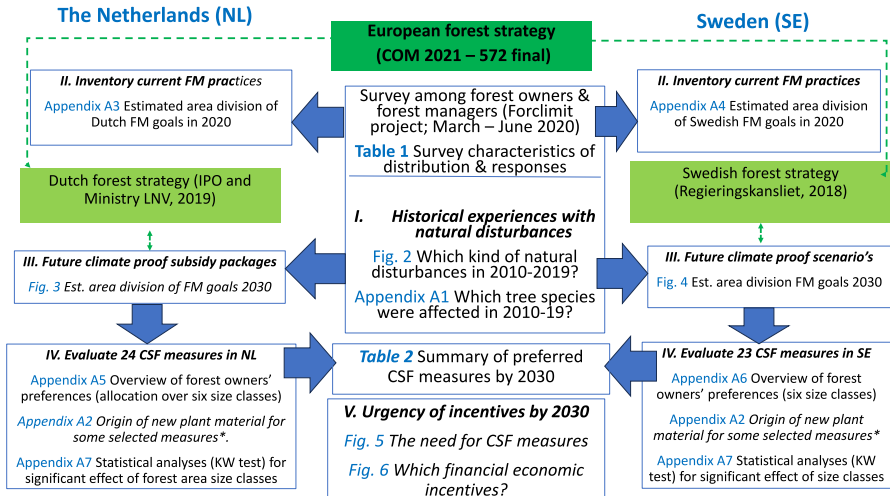 The Netherlands (NL)
European forest strategy
(COM 2021 – 572 final)
Sweden (SE)
II. Inventory current FM practices
Appendix A3 Estimated area division of
Dutch FM goals in 2020
Survey among forest owners &
forest managers (Forclimit
project; March – June 2020)
Table 1 Survey characteristics of
distribution & responses
II. Inventory current FM practices
Appendix A4 Estimated area division
of Swedish FM goals in 2020
Dutch forest strategy (IPO and
Ministry LNV, 2019)
Swedish forest strategy
(Regieringskansliet, 2018)
I. Historical experiences with
natural disturbances
Fig. 2 Which kind of natural
disturbances in 2010-2019?
Appendix A1 Which tree species
were affected in 2010-19?
III. Future climate proof subsidy packages
Fig. 3 Est. area division of FM goals 2030
III. Future climate proof scenario’s
Fig. 4 Est. area division FM goals 2030
IV. Evaluate 24 CSF measures in NL
Appendix A5 Overview of forest owners’
preferences (allocation over six size classes)
Appendix A2 Origin of new plant material for
some selected measures*.
Appendix A7 Statistical analyses (KW test) for
significant effect of forest area size classes
Table 2 Summary of preferred
CSF measures by 2030
V. Urgency of incentives by 2030
Fig. 5 The need for CSF measures
Fig. 6 Which financial economic
incentives?
IV. Evaluate 23 CSF measures in SE
Appendix A6 Overview of forest
owners’ preferences (six size classes)
Appendix A2 Origin of new plant
material for some selected measures*
Appendix A7 Statistical analyses (KW
test) for significant effect of size classes